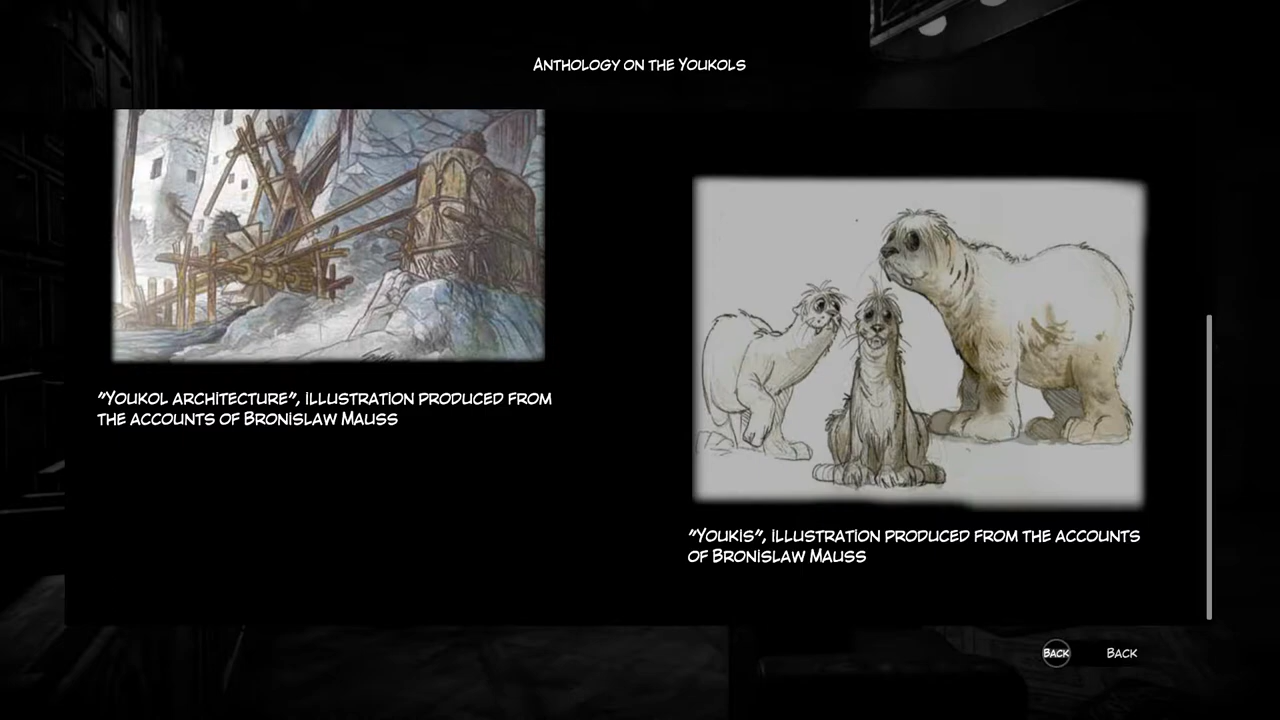 Anthology on the Youkols
"Youkol architecture", illustration produced from
the accounts of Bronislaw Mauss
"Youkis", illustration produced from the accounts
of Bronislaw Mauss
Back Back